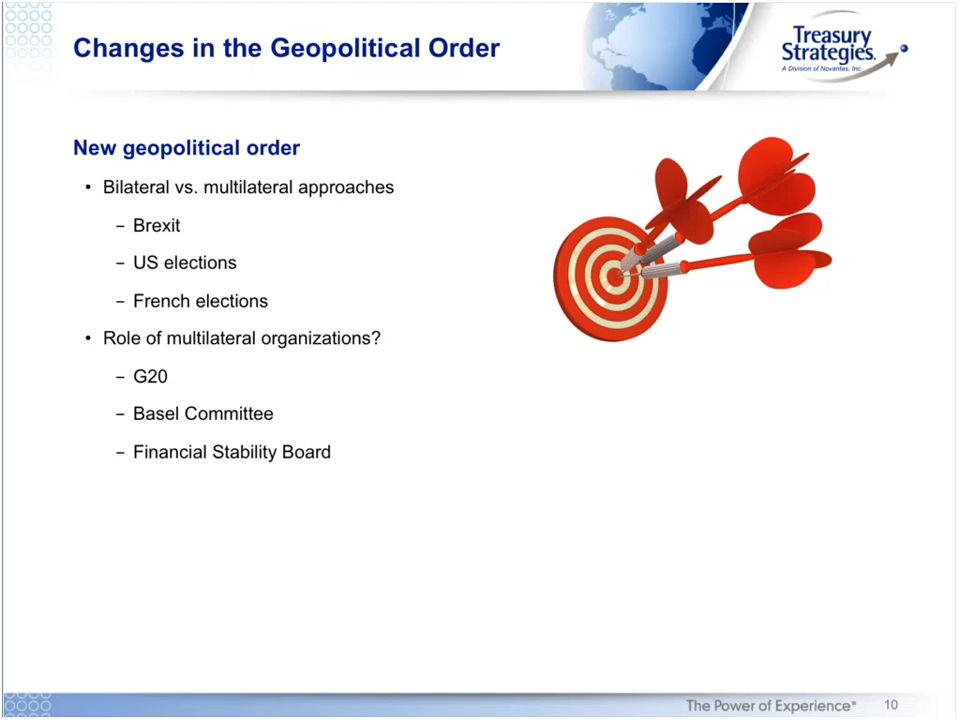 Changes in the Geopolitical Order
Treasury
Strategies.
A Division of Novantas, Inc.
New geopolitical order
• Bilateral vs. multilateral approaches
– Brexit
– US elections
– French elections
• Role of multilateral organizations?
– G20
– Basel Committee
– Financial Stability Board
The Power of Experience®
10